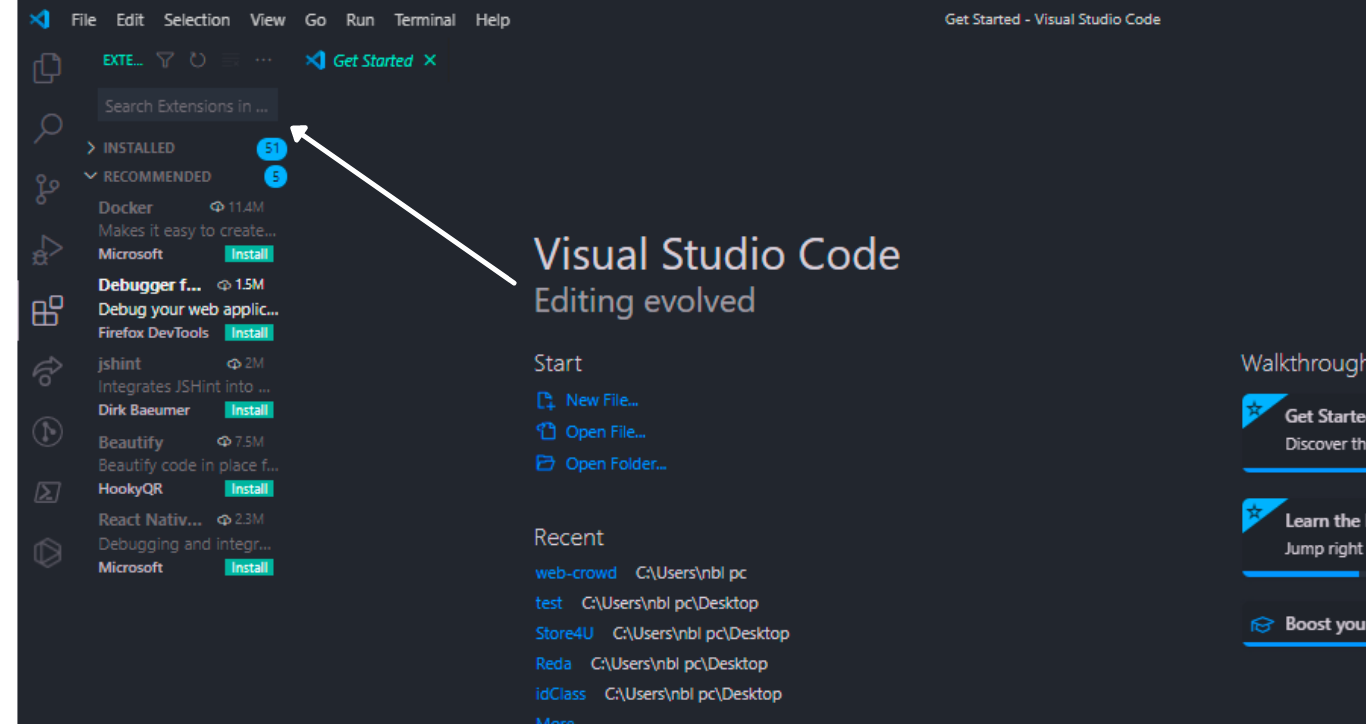 File Edit Selection View Go Run Terminal Help
Get Started - Visual Studio Code
EXTE... ...
Get Started ×
Search Extensions in ...
INSTALLED 51
RECOMMENDED 5
Docker 11.4M
Makes it easy to create...
Microsoft Install
Debugger f... 1.5M
Debug your web applic...
Firefox DevTools Install
jshint 2M
Integrates JSHint into ...
Dirk Baeumer Install
Beautify 7.5M
Beautify code in place f...
HookyQR Install
React Nativ... 2.3M
Debugging and integr...
Microsoft Install
Visual Studio Code
Editing evolved
Start
New File...
Open File...
Open Folder...
Recent
web-crowd C:\Users\nbl pc
test C:\Users\nbl pc\Desktop
Store4U C:\Users\nbl pc\Desktop
Reda C:\Users\nbl pc\Desktop
idClass C:\Users\nbl pc\Desktop
More...
Walkthrough
Get Starte
Discover th
Learn the
Jump right
Boost you